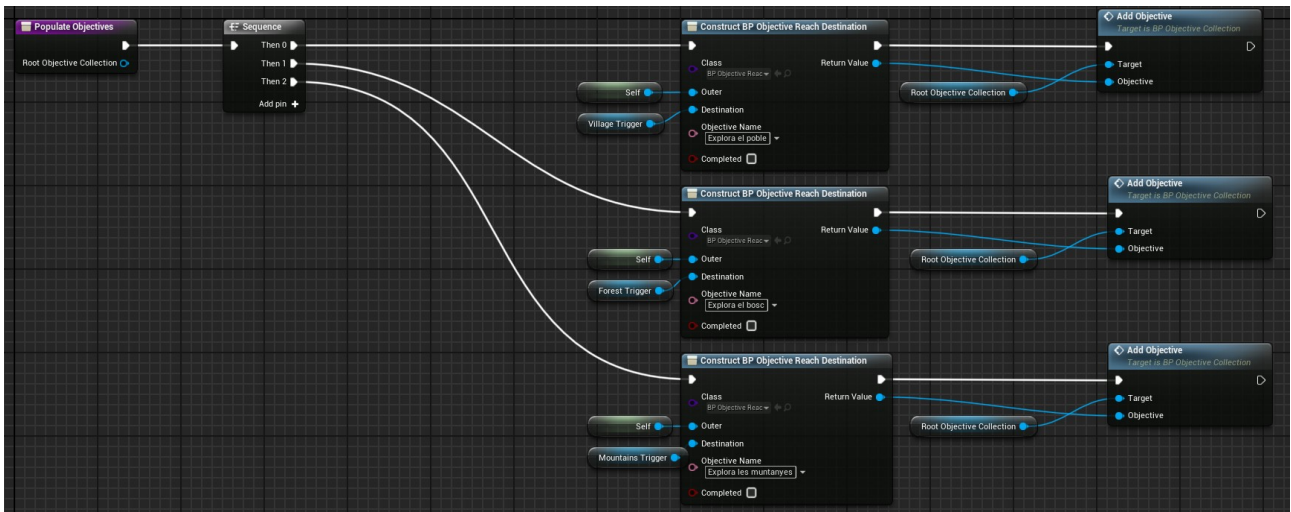 Populate Objectives
Root Objective Collection
Sequence
Then 0
Then 1
Then 2
Add pin +
Construct BP Objective Reach Destination
Class
Return Value
BP Objective Reac
Self
Outer
Destination
Village Trigger
Objective Name
Explora el poble
Completed
Root Objective Collection
Add Objective
Target is BP Objective Collection
Target
Objective
Construct BP Objective Reach Destination
Class
Return Value
BP Objective Reac
Self
Outer
Destination
Forest Trigger
Objective Name
Explora el bosc
Completed
Root Objective Collection
Add Objective
Target is BP Objective Collection
Target
Objective
Construct BP Objective Reach Destination
Class
Return Value
BP Objective Reac
Self
Outer
Destination
Mountains Trigger
Objective Name
Explora les muntanyes
Completed
Root Objective Collection
Add Objective
Target is BP Objective Collection
Target
Objective